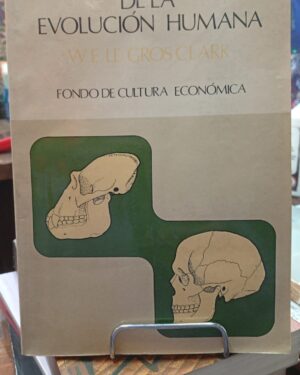 DE LA
EVOLUCIÓN HUMANA
W. E. LE GROS CLARK
FONDO DE CULTURA ECONÓMICA